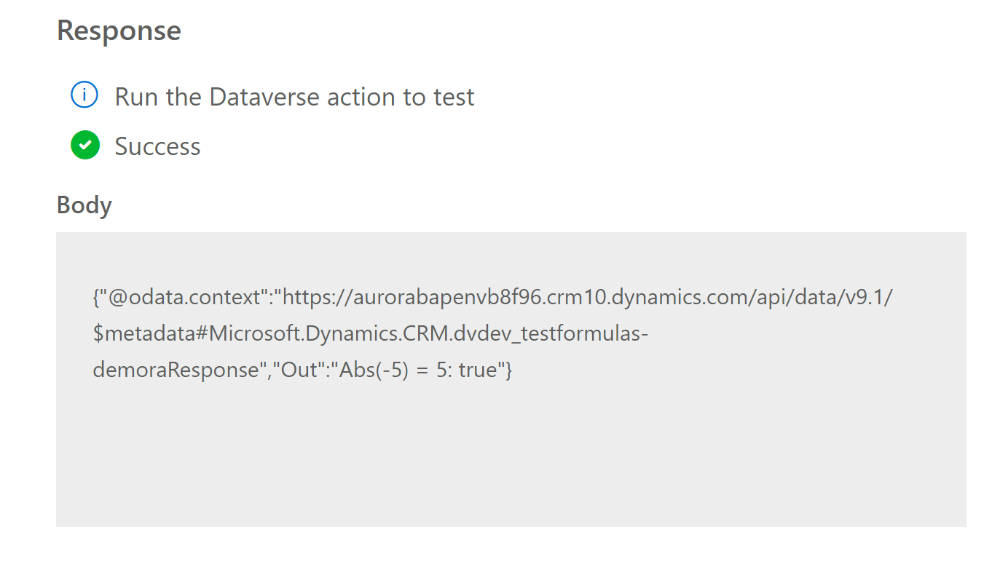 Response
Run the Dataverse action to test
Success
Body
{"@odata.context":"https://aurorabapenvb8f96.crm10.dynamics.com/api/data/v9.1/
$metadata#Microsoft.Dynamics.CRM.dvdev_testformulas-
demoraResponse","Out":"Abs(-5) = 5: true"}